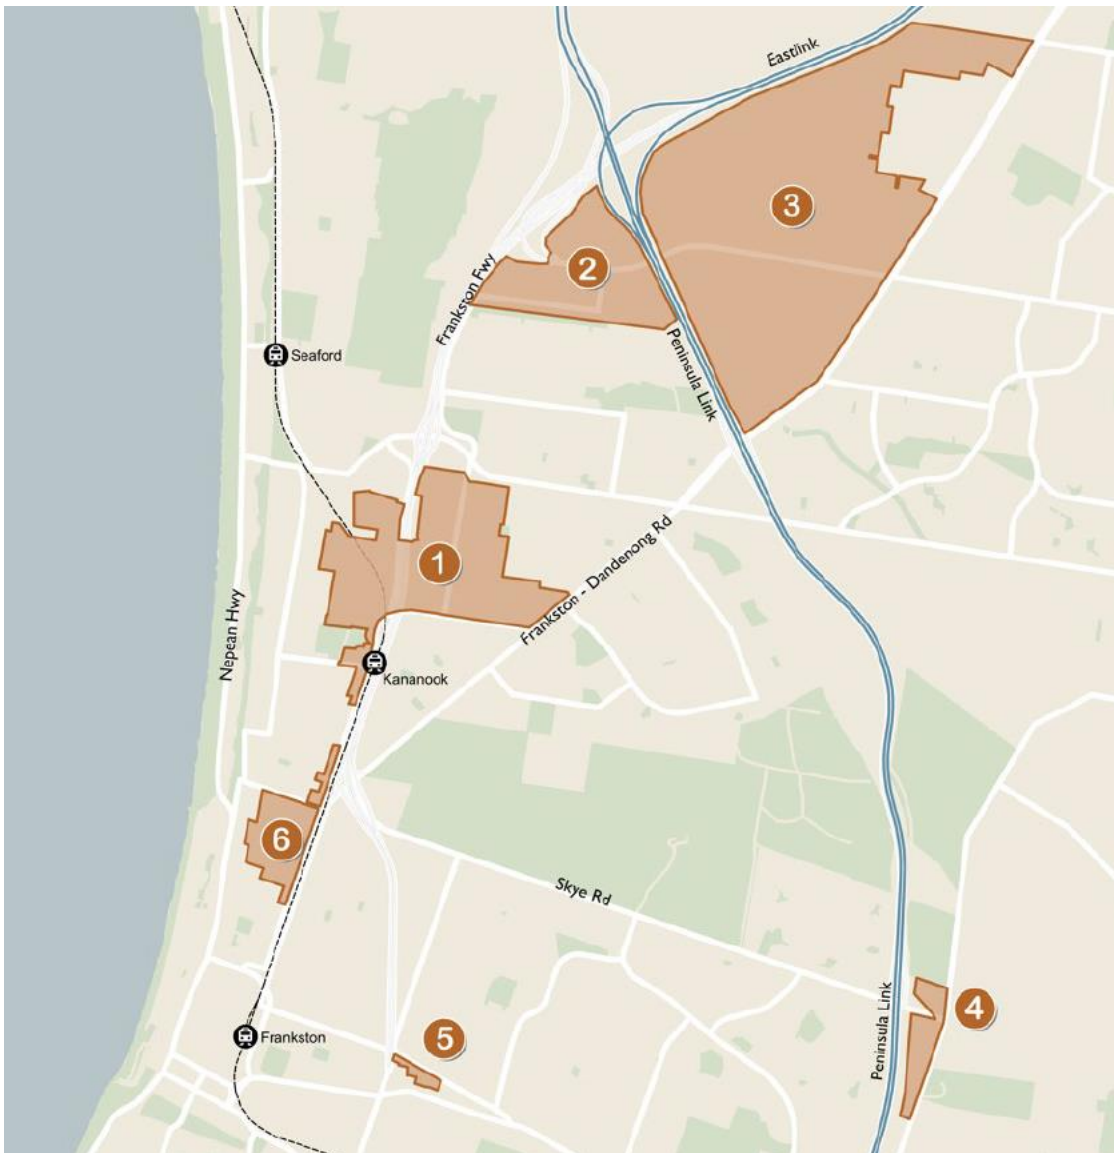 Eastlink
3
2
Frankston Fwy
Seaford
Peninsula Link
1
Frankston - Dandenong Rd
Nepean Hwy
Kananook
6
Skye Rd
Peninsula Link
4
Frankston
5